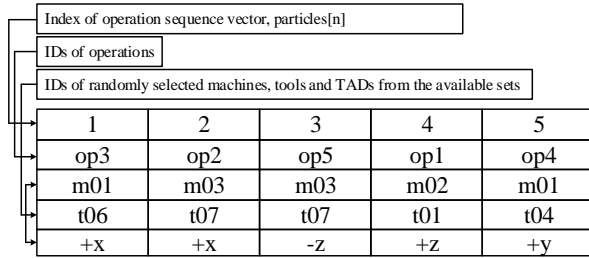 Index of operation sequence vector, particles[n]
IDs of operations
IDs of randomly selected machines, tools and TADs from the available sets
1 2 3 4 5
op3 op2 op5 op1 op4
m01 m03 m03 m02 m01
t06 t07 t07 t01 t04
+x +x -z +z +y